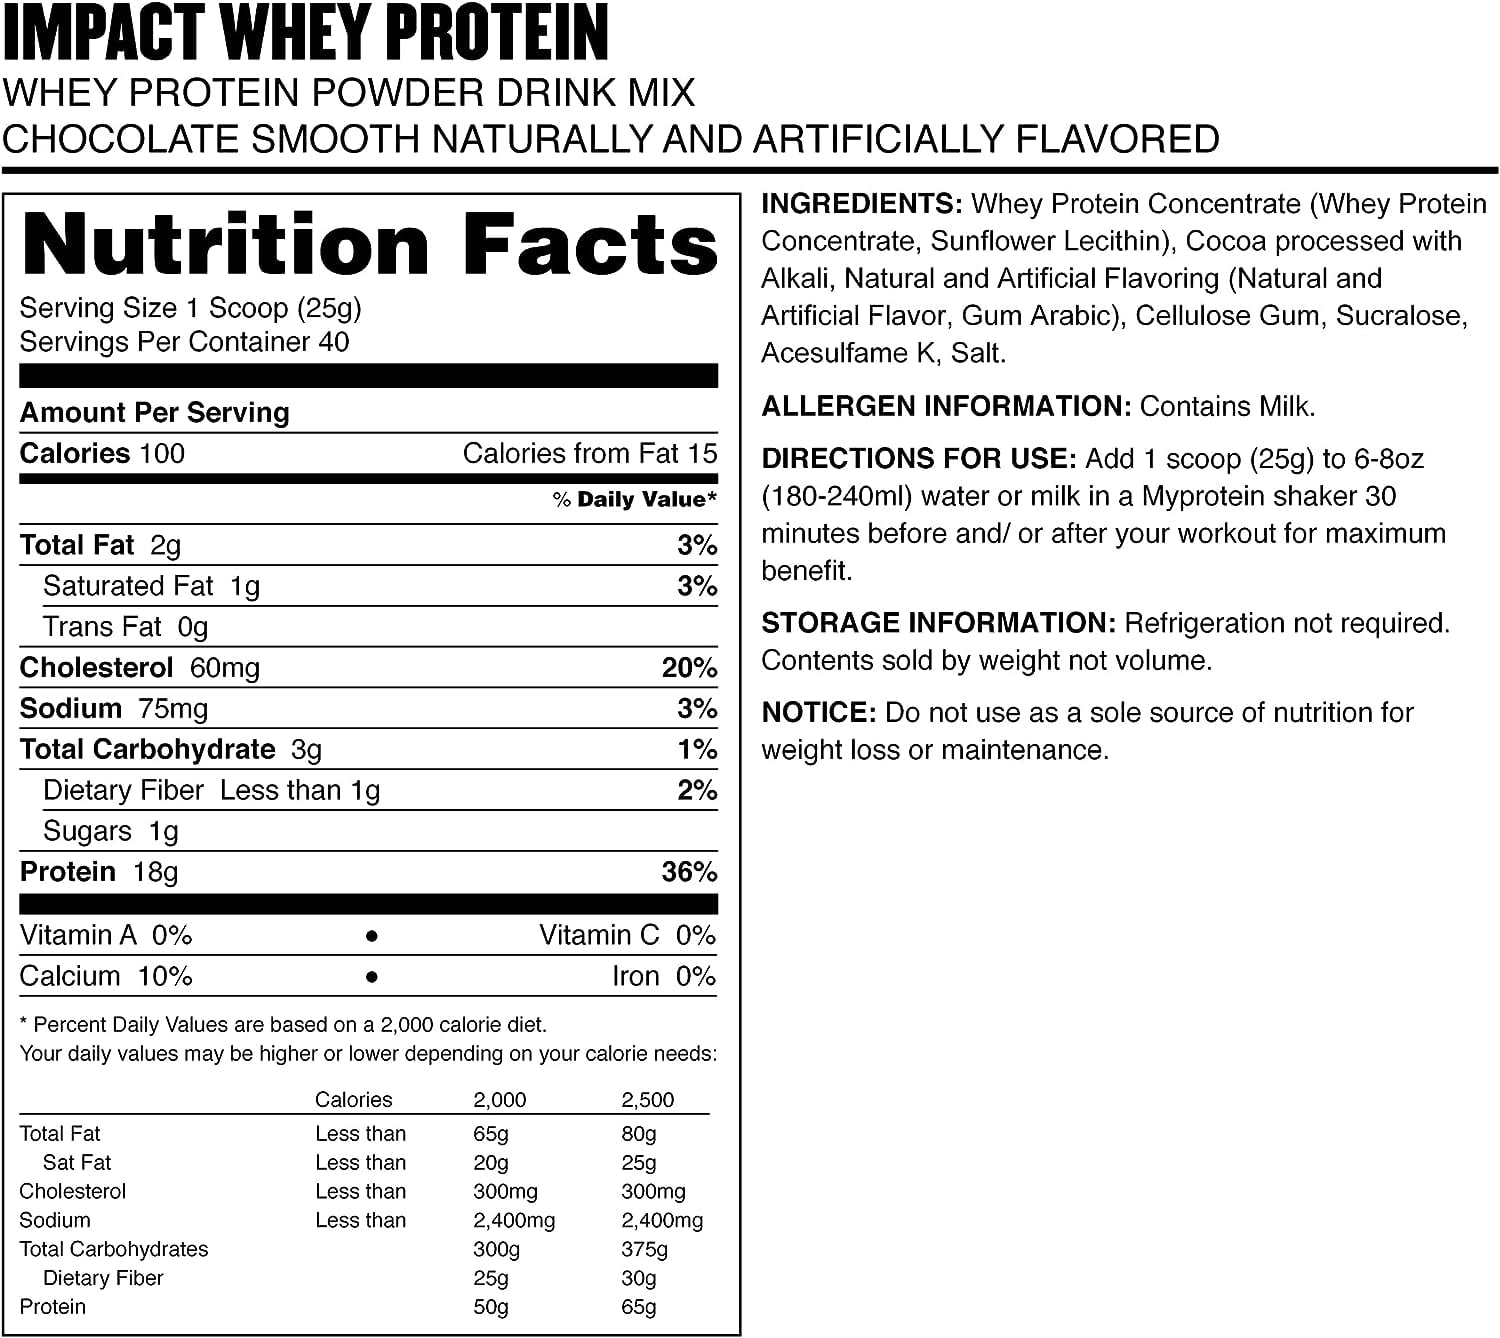 IMPACT WHEY PROTEIN
WHEY PROTEIN POWDER DRINK MIX
CHOCOLATE SMOOTH NATURALLY AND ARTIFICIALLY FLAVORED
Nutrition Facts
Serving Size 1 Scoop (25g)
Servings Per Container 40
Amount Per Serving
Calories 100 Calories from Fat 15
% Daily Value*
Total Fat 2g 3%
Saturated Fat 1g 3%
Trans Fat 0g
Cholesterol 60mg 20%
Sodium 75mg 3%
Total Carbohydrate 3g 1%
Dietary Fiber Less than 1g 2%
Sugars 1g
Protein 18g 36%
Vitamin A 0% • Vitamin C 0%
Calcium 10% • Iron 0%
* Percent Daily Values are based on a 2,000 calorie diet.
Your daily values may be higher or lower depending on your calorie needs:
Calories 2,000 2,500
Total Fat Less than 65g 80g
Sat Fat Less than 20g 25g
Cholesterol Less than 300mg 300mg
Sodium Less than 2,400mg 2,400mg
Total Carbohydrates 300g 375g
Dietary Fiber 25g 30g
Protein 50g 65g
INGREDIENTS: Whey Protein Concentrate (Whey Protein
Concentrate, Sunflower Lecithin), Cocoa processed with
Alkali, Natural and Artificial Flavoring (Natural and
Artificial Flavor, Gum Arabic), Cellulose Gum, Sucralose,
Acesulfame K, Salt.
ALLERGEN INFORMATION: Contains Milk.
DIRECTIONS FOR USE: Add 1 scoop (25g) to 6-8oz
(180-240ml) water or milk in a Myprotein shaker 30
minutes before and/ or after your workout for maximum
benefit.
STORAGE INFORMATION: Refrigeration not required.
Contents sold by weight not volume.
NOTICE: Do not use as a sole source of nutrition for
weight loss or maintenance.